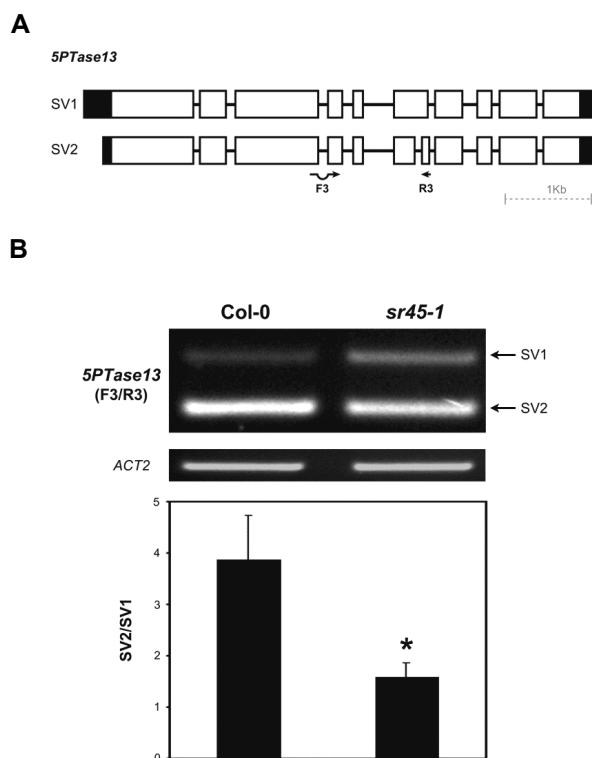 A
5PTase13
SV1
SV2
F3
R3
1Kb
B
Col-0
sr45-1
5PTase13
(F3/R3)
SV1
SV2
ACT2
SV2/SV1
5
4
3
2
1
0
*